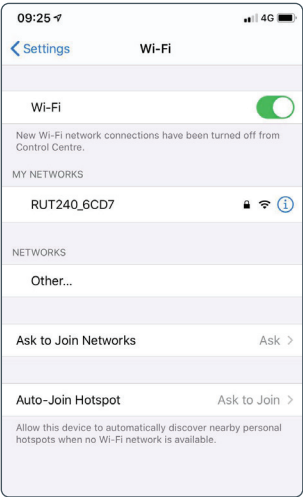 09:25 4G
Settings Wi-Fi
Wi-Fi
New Wi-Fi network connections have been turned off from
Control Centre.
MY NETWORKS
RUT240_6CD7
NETWORKS
Other...
Ask to Join Networks Ask
Auto-Join Hotspot Ask to Join
Allow this device to automatically discover nearby personal
hotspots when no Wi-Fi network is available.